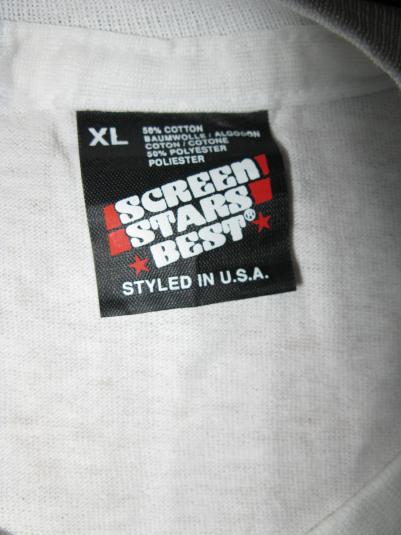 XL
50% COTTON
BAUMWOLLE / ALGODON
COTON / COTONE
50% POLYESTER
POLIESTER
SCREEN
STARS
BEST®
STYLED IN U.S.A.